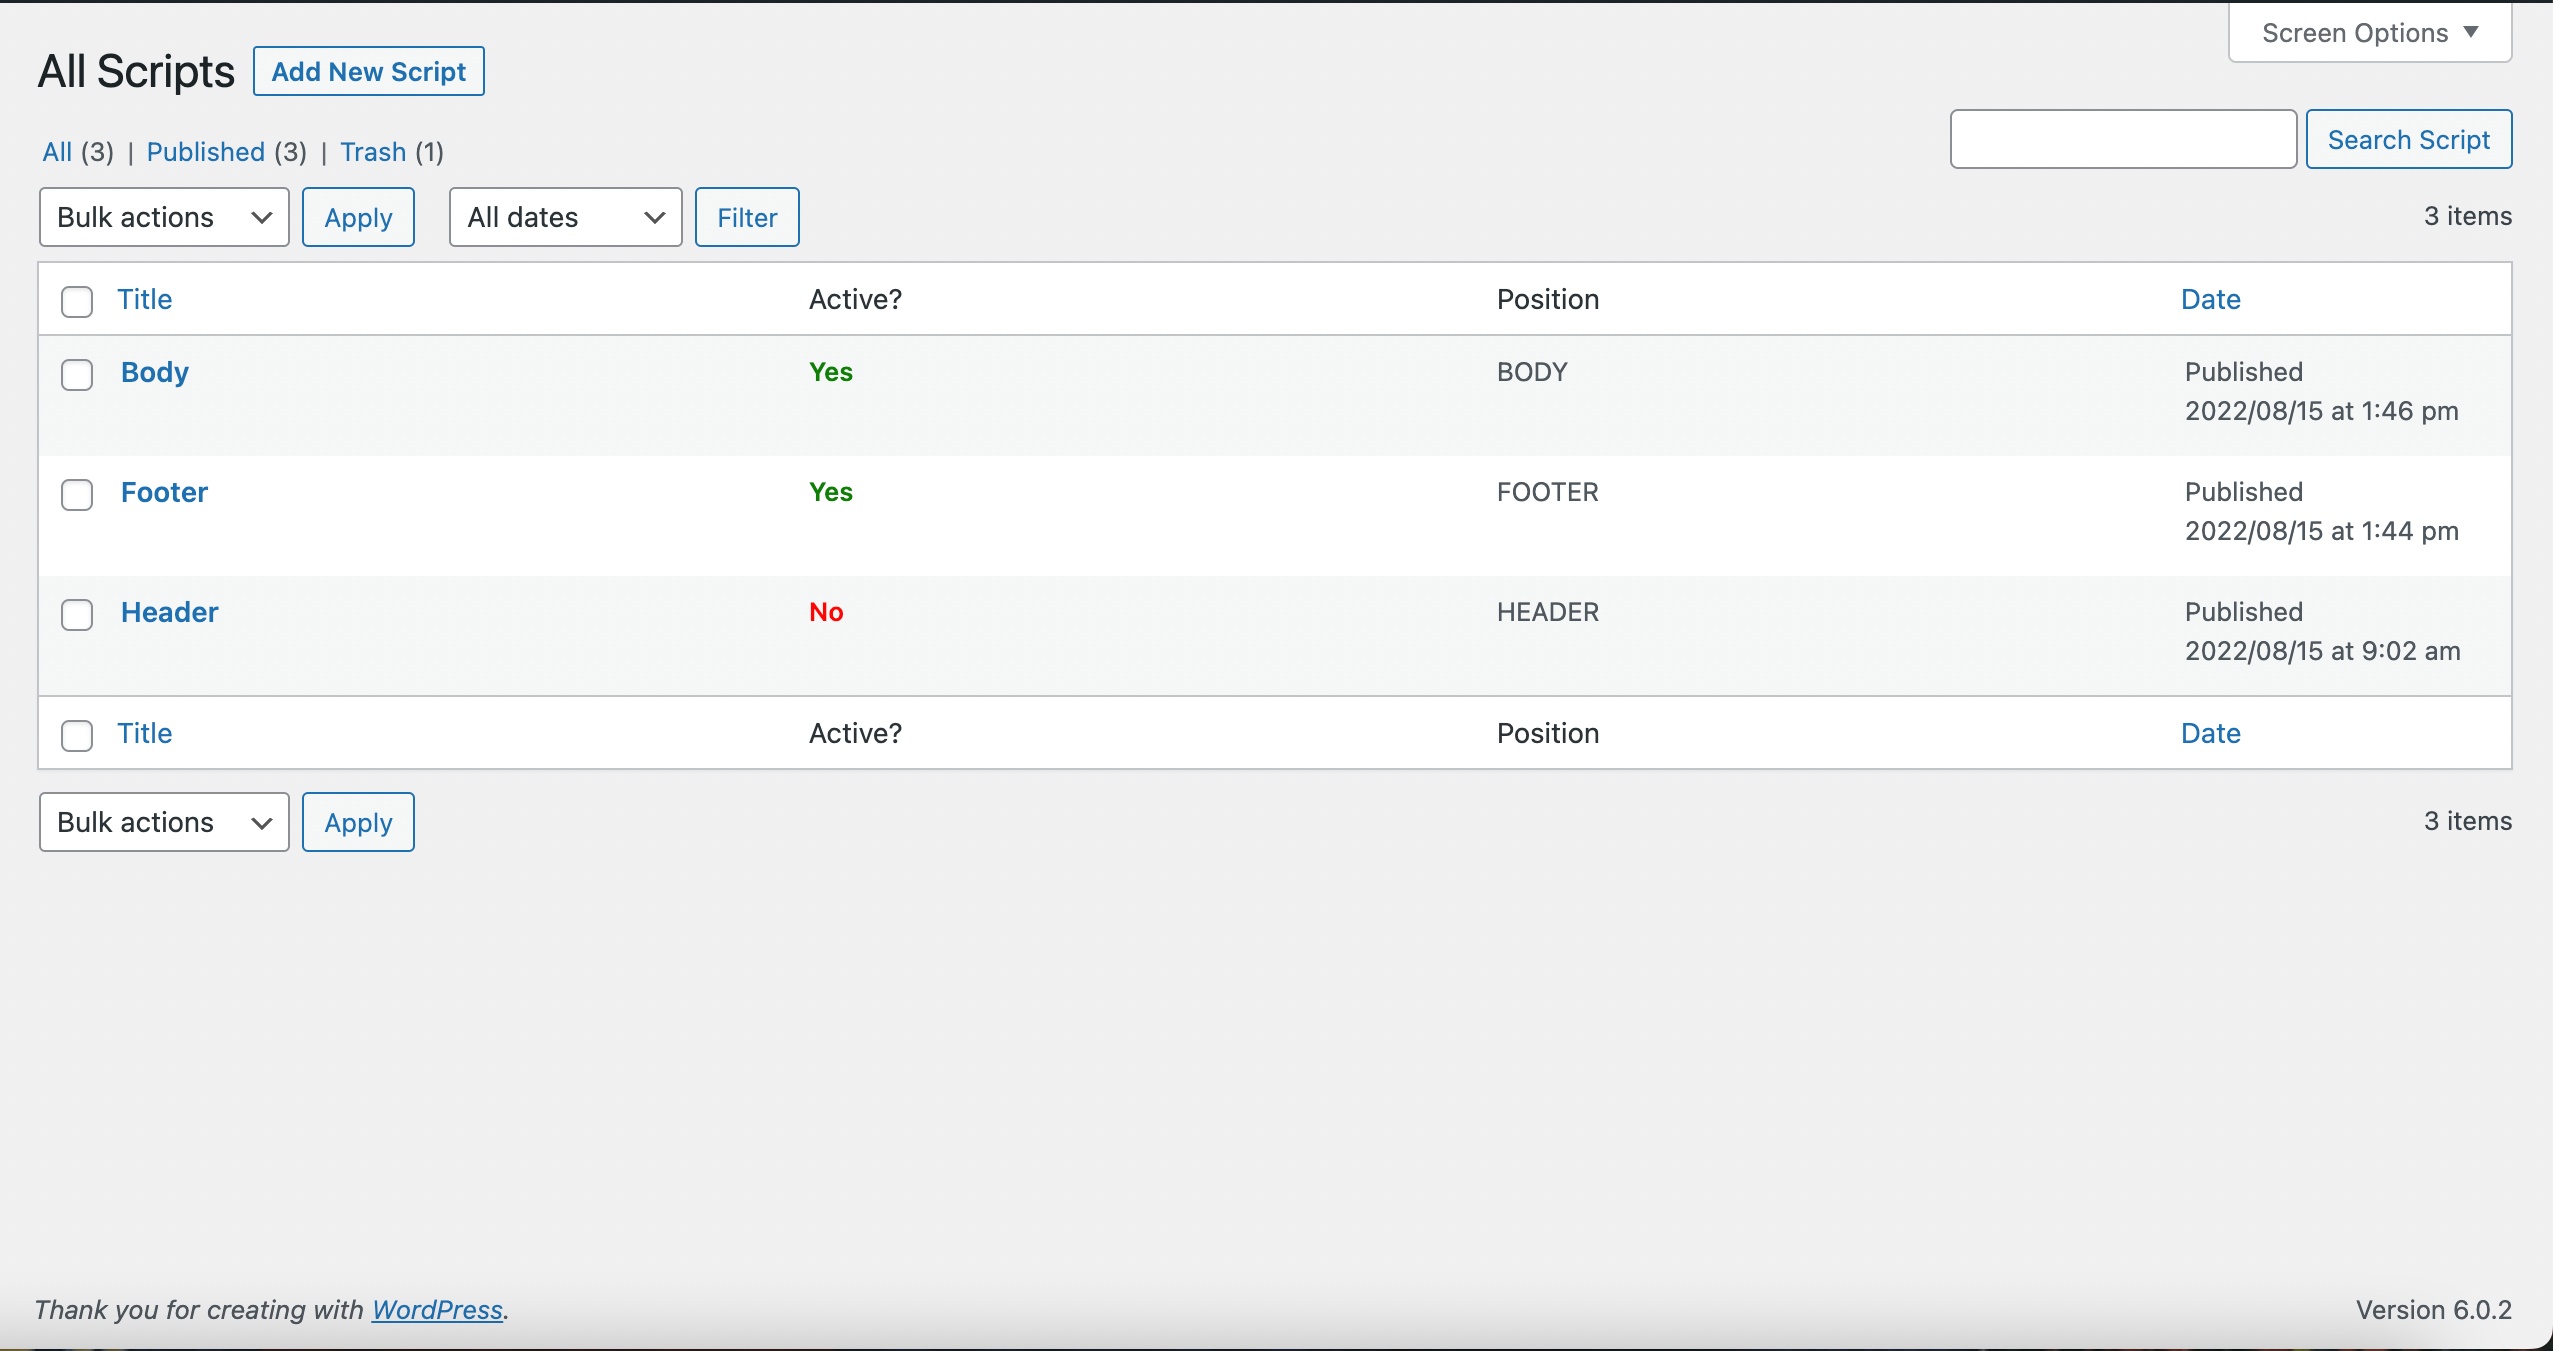 Screen Options
All Scripts Add New Script
All (3) | Published (3) | Trash (1)
Search Script
Bulk actions Apply All dates Filter 3 items
Title Active? Position Date
Body Yes BODY Published
2022/08/15 at 1:46 pm
Footer Yes FOOTER Published
2022/08/15 at 1:44 pm
Header No HEADER Published
2022/08/15 at 9:02 am
Title Active? Position Date
Bulk actions Apply 3 items
Thank you for creating with WordPress. Version 6.0.2